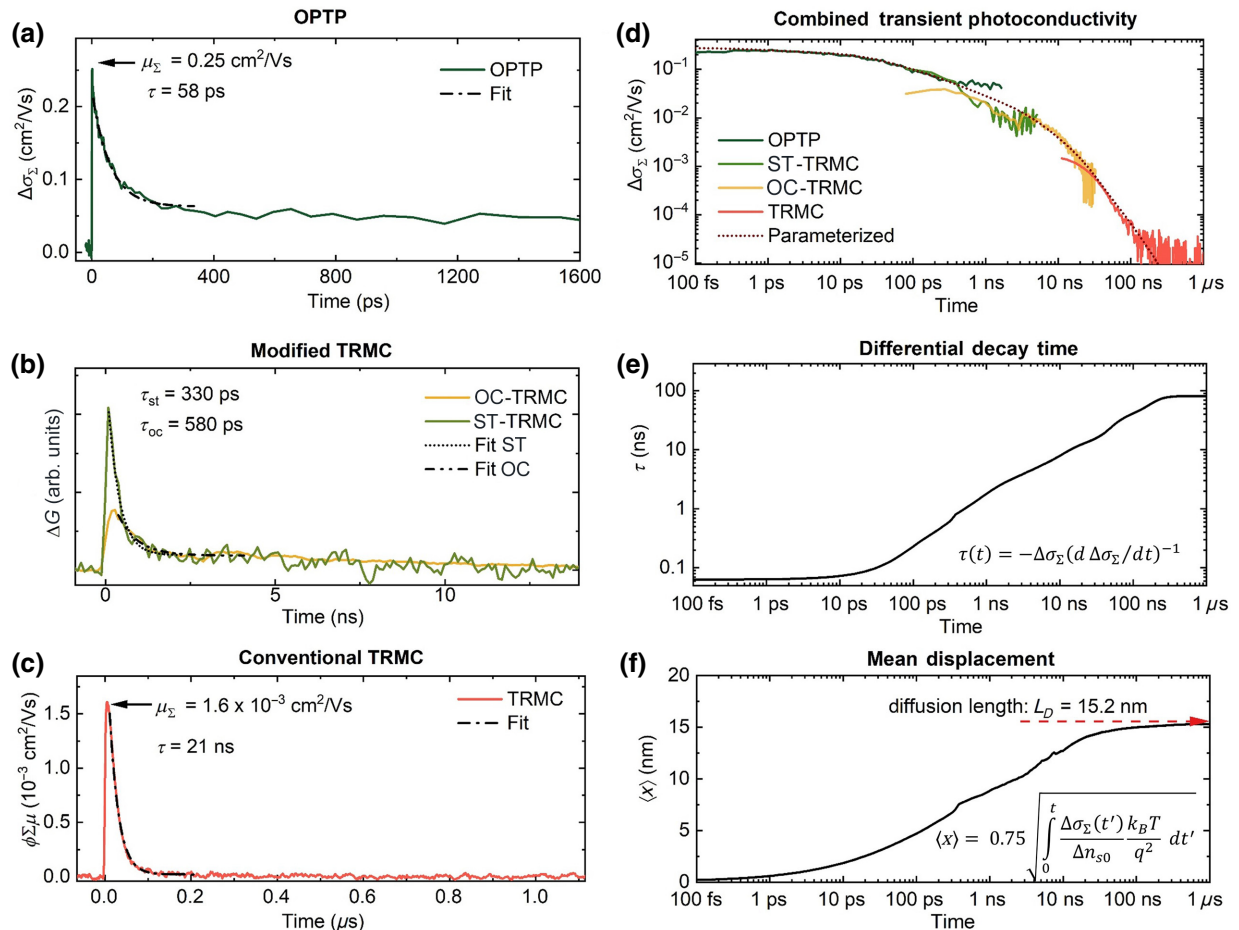 (a)
OPTP
μΣ = 0.25 cm²/Vs
τ = 58 ps
OPTP
Fit
ΔσΣ (cm²/Vs)
0.2
0.1
0.0
0 400 800 1200 1600
Time (ps)
(b)
Modified TRMC
τst = 330 ps
τoc = 580 ps
OC-TRMC
ST-TRMC
Fit ST
Fit OC
ΔG (arb. units)
0 5 10
Time (ns)
(c)
Conventional TRMC
μΣ = 1.6 x 10⁻³ cm²/Vs
τ = 21 ns
TRMC
Fit
ϕΣμ (10⁻³ cm²/Vs)
1.5
1.0
0.5
0.0
0.0 0.2 0.4 0.6 0.8 1.0
Time (μs)
(d)
Combined transient photoconductivity
ΔσΣ (cm²/Vs)
10⁻¹
10⁻²
10⁻³
10⁻⁴
10⁻⁵
OPTP
ST-TRMC
OC-TRMC
TRMC
Parameterized
100 fs 1 ps 10 ps 100 ps 1 ns 10 ns 100 ns 1 μs
Time
(e)
Differential decay time
τ (ns)
100
10
1
0.1
τ(t) = −ΔσΣ(d ΔσΣ/dt)⁻¹
100 fs 1 ps 10 ps 100 ps 1 ns 10 ns 100 ns 1 μs
Time
(f)
Mean displacement
diffusion length: L_D = 15.2 nm
⟨x⟩ (nm)
20
15
10
5
0
⟨x⟩ = 0.75 √∫₀ᵗ ΔσΣ(t′)/Δn_s0 k_BT/q² dt′
100 fs 1 ps 10 ps 100 ps 1 ns 10 ns 100 ns 1 μs
Time